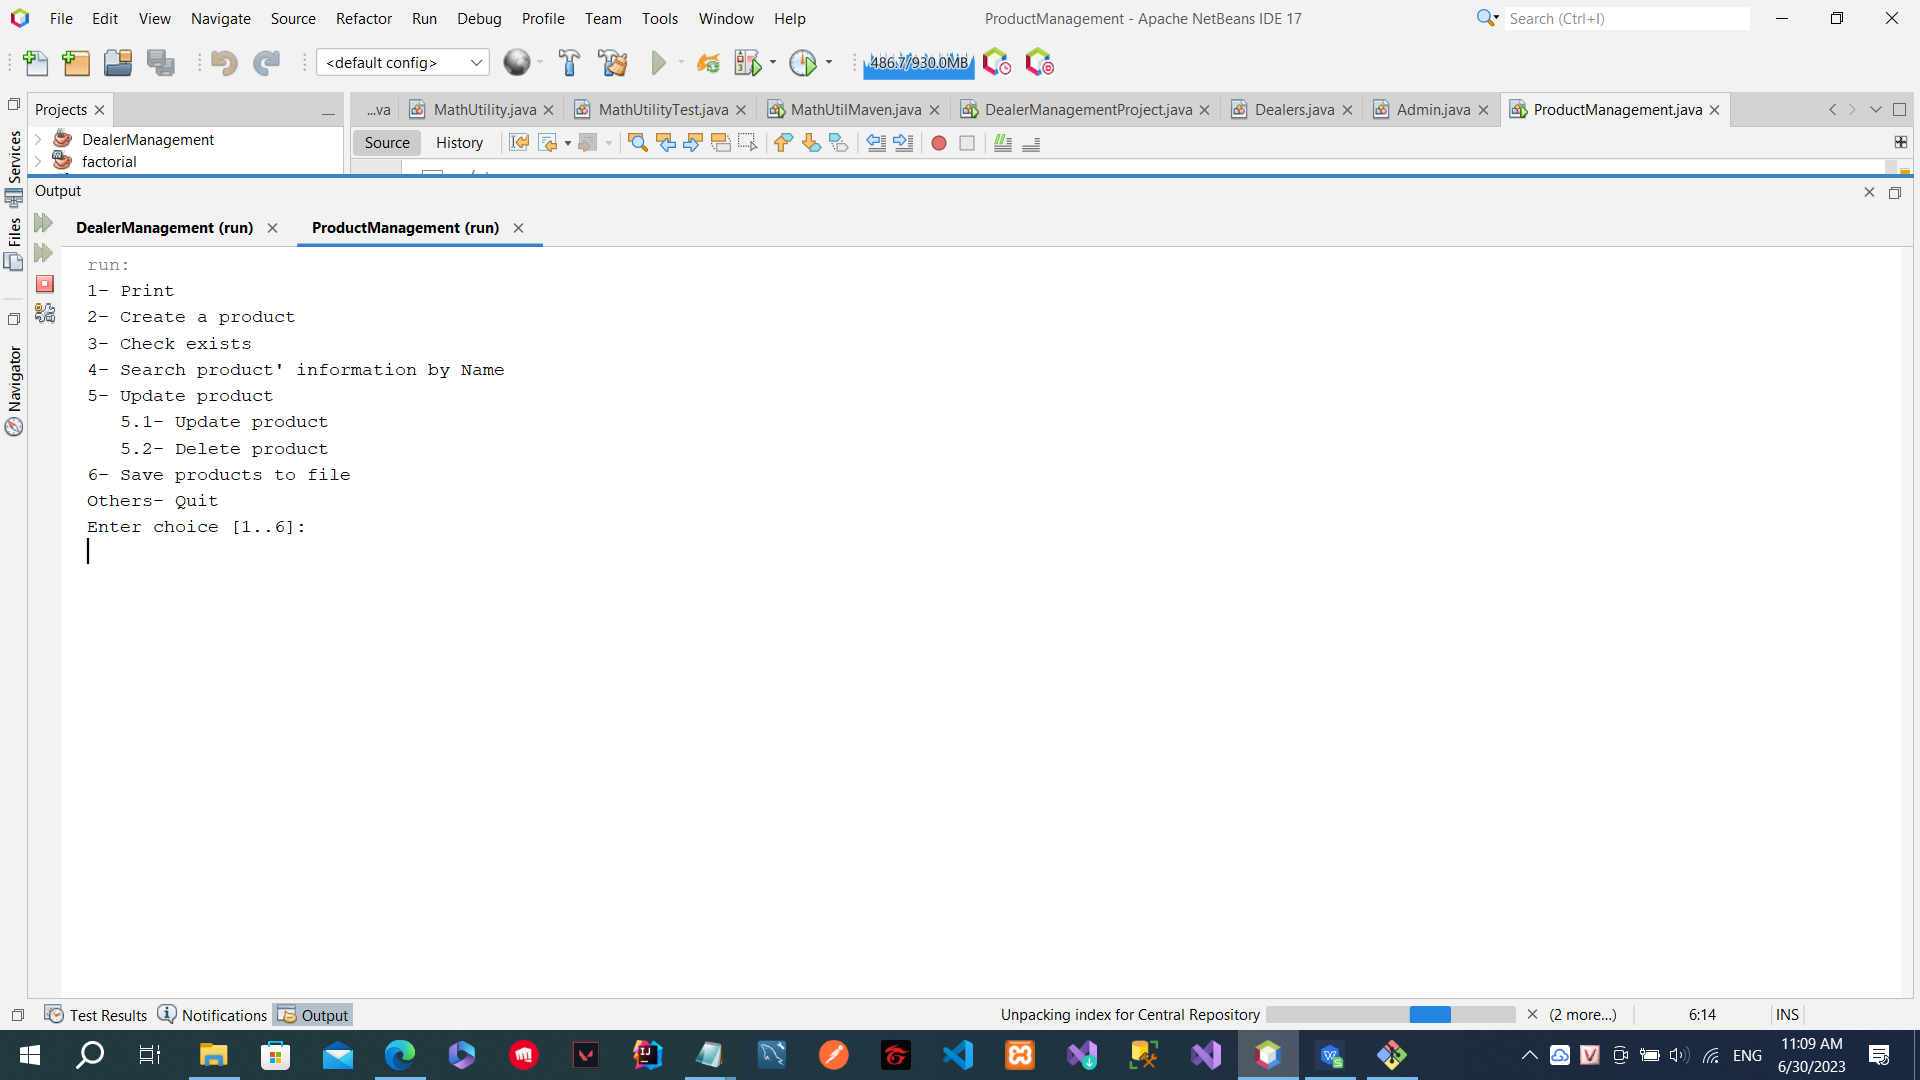 File Edit View Navigate Source Refactor Run Debug Profile Team Tools Window Help ProductManagement - Apache NetBeans IDE 17 Search (Ctrl+I)
<default config> 486.7/930.0MB
Projects ...va MathUtility.java MathUtilityTest.java MathUtilMaven.java DealerManagementProject.java Dealers.java Admin.java ProductManagement.java
DealerManagement Source History
factorial
Services
Files
Navigator
Output
DealerManagement (run) ProductManagement (run)
run:
1- Print
2- Create a product
3- Check exists
4- Search product' information by Name
5- Update product
5.1- Update product
5.2- Delete product
6- Save products to file
Others- Quit
Enter choice [1..6]:
Test Results Notifications Output Unpacking index for Central Repository (2 more...) 6:14 INS
ENG 11:09 AM
6/30/2023